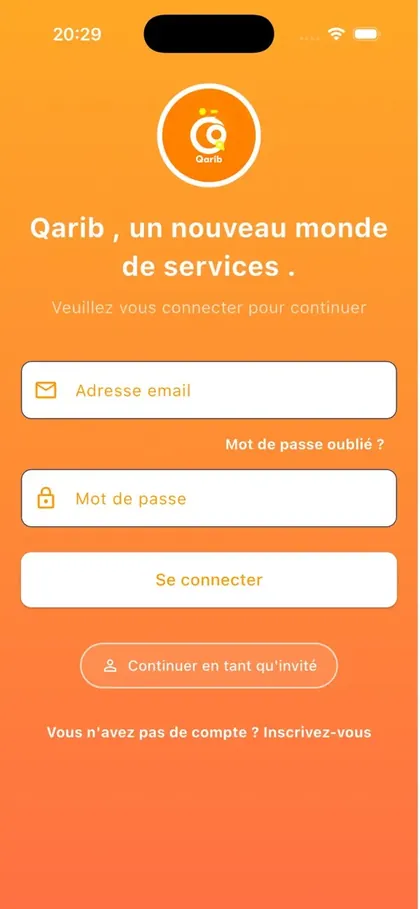 20:29
Qarib
Qarib , un nouveau monde
de services .
Veuillez vous connecter pour continuer
Adresse email
Mot de passe oublié ?
Mot de passe
Se connecter
Continuer en tant qu'invité
Vous n'avez pas de compte ? Inscrivez-vous